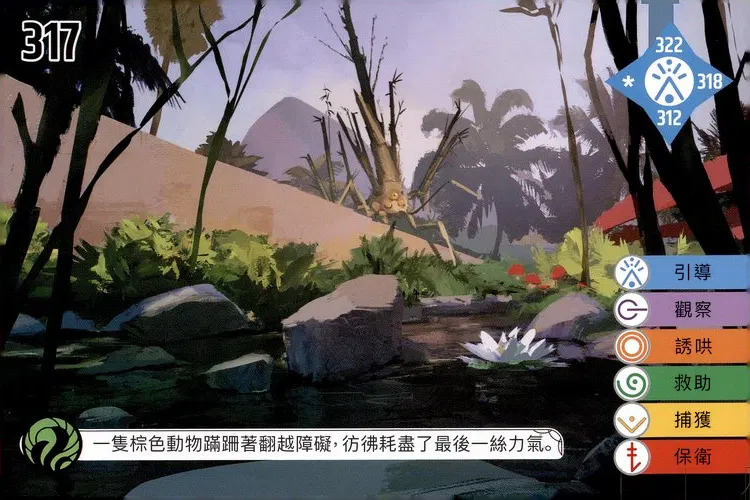 317
322
* 318
312
引導
觀察
誘哄
救助
捕獲
保衛
一隻棕色動物蹣跚著翻越障礙,彷彿耗盡了最後一絲力氣。